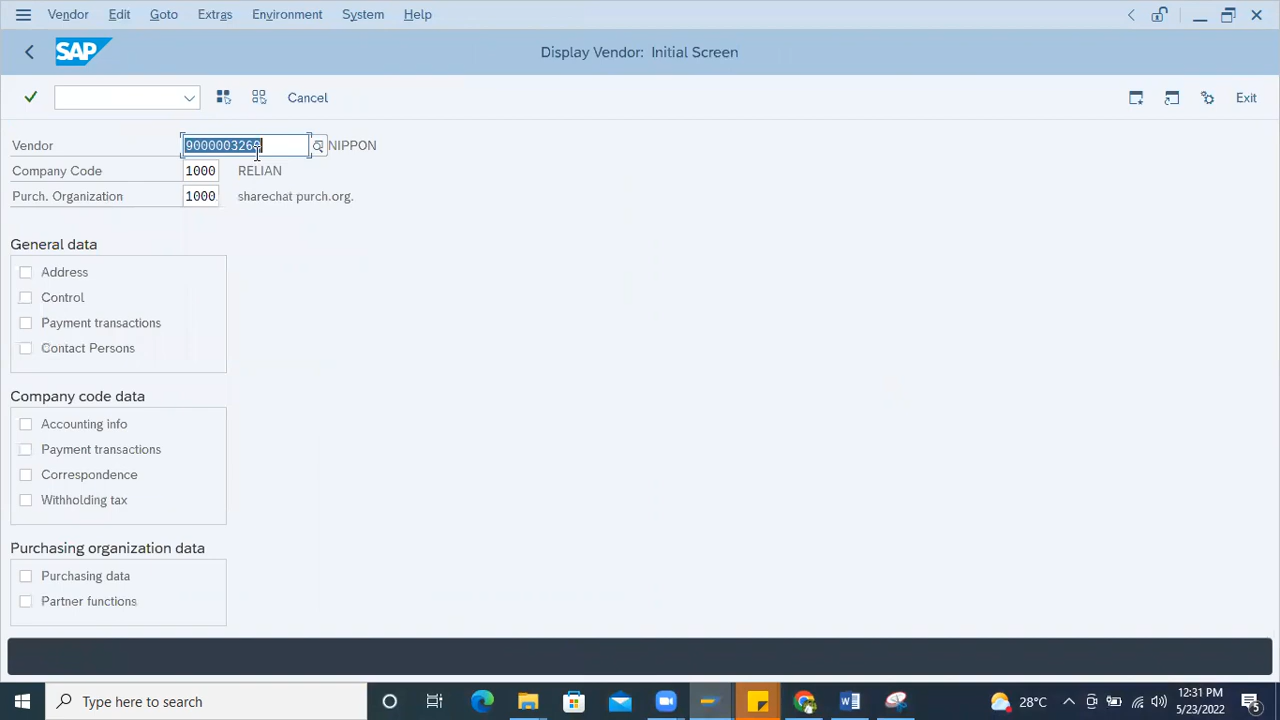 Vendor Edit Goto Extras Environment System Help
SAP Display Vendor: Initial Screen
Cancel Exit
Vendor 9000003269 NIPPON
Company Code 1000 RELIAN
Purch. Organization 1000 sharechat purch.org.
General data
Address
Control
Payment transactions
Contact Persons
Company code data
Accounting info
Payment transactions
Correspondence
Withholding tax
Purchasing organization data
Purchasing data
Partner functions
Type here to search 28°C 12:31 PM
5/23/2022 5